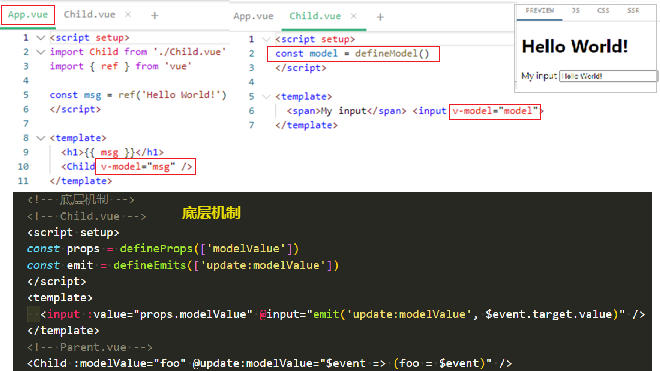 App.vue Child.vue × +
1 <script setup>
2 import Child from './Child.vue'
3 import { ref } from 'vue'
4
5 const msg = ref('Hello World!')
6 </script>
7
8 <template>
9 <h1>{{ msg }}</h1>
10 <Child v-model="msg" />
11 </template>
App.vue Child.vue × +
1 <script setup>
2 const model = defineModel()
3 </script>
4
5 <template>
6 <span>My input</span> <input v-model="model">
7 </template>
PREVIEW JS CSS SSR
Hello World!
My input Hello World!
<!-- 底层机制 -->
底层机制
<!-- Child.vue -->
<script setup>
const props = defineProps(['modelValue'])
const emit = defineEmits(['update:modelValue'])
</script>
<template>
<input :value="props.modelValue" @input="emit('update:modelValue', $event.target.value)" />
</template>
<!-- Parent.vue -->
<Child :modelValue="foo" @update:modelValue="$event => (foo = $event)" />